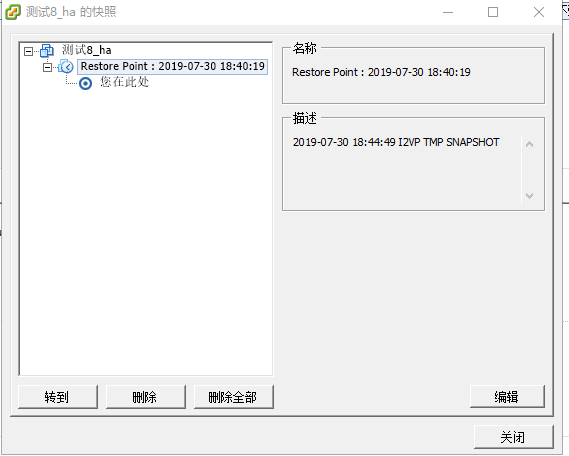 测试8_ha 的快照
测试8_ha
Restore Point : 2019-07-30 18:40:19
您在此处
名称
Restore Point : 2019-07-30 18:40:19
描述
2019-07-30 18:44:49 I2VP TMP SNAPSHOT
转到
删除
删除全部
编辑
关闭